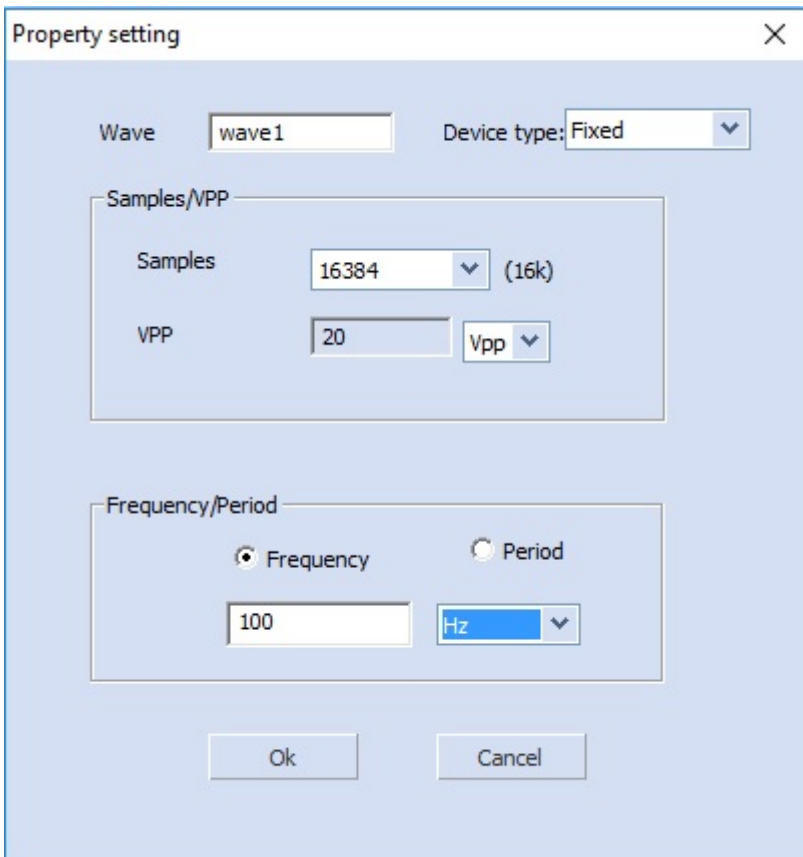 Property setting
Wave wave1 Device type: Fixed
Samples/VPP
Samples 16384 (16k)
VPP 20 Vpp
Frequency/Period
Frequency Period
100 Hz
Ok Cancel